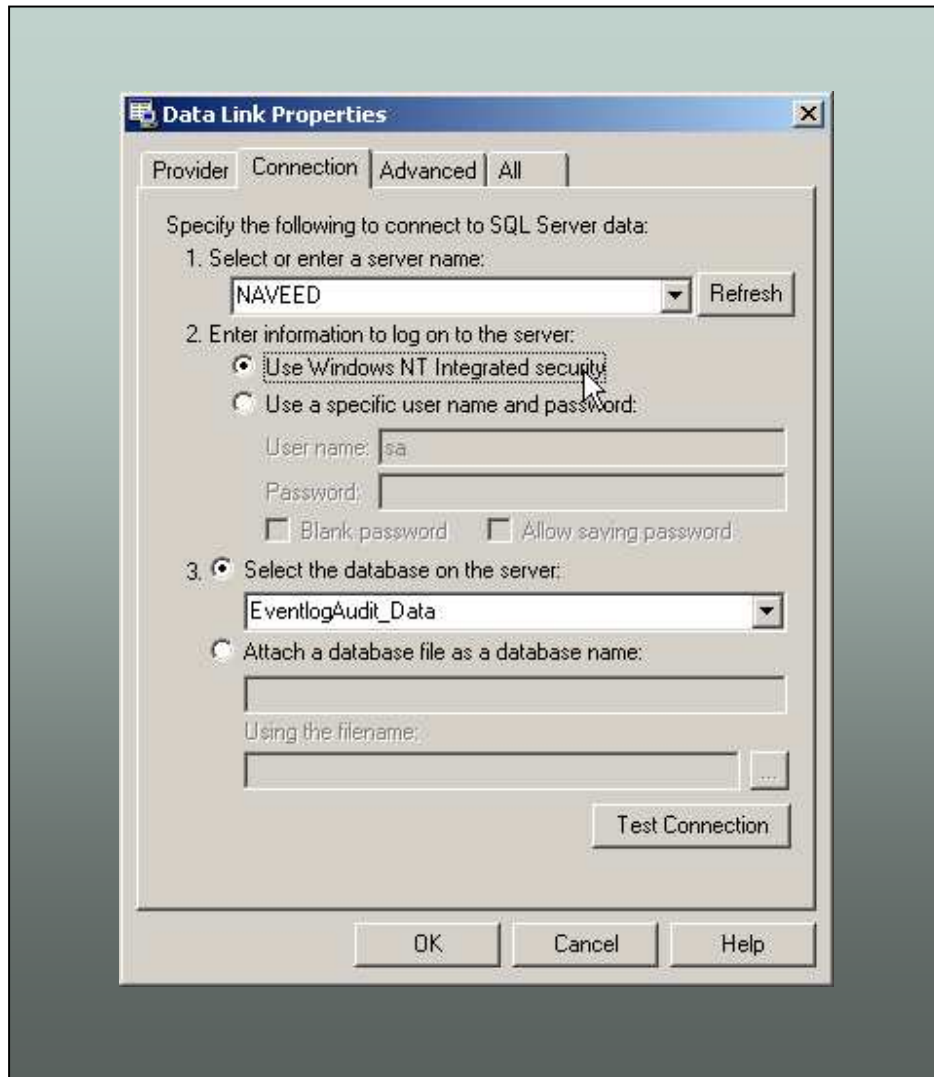 Data Link Properties
Provider Connection Advanced All
Specify the following to connect to SQL Server data:
1. Select or enter a server name:
NAVEED Refresh
2. Enter information to log on to the server:
Use Windows NT Integrated security
Use a specific user name and password:
User name: sa
Password:
Blank password Allow saving password
3. Select the database on the server:
EventlogAudit_Data
Attach a database file as a database name:
Using the filename:
...
Test Connection
OK Cancel Help